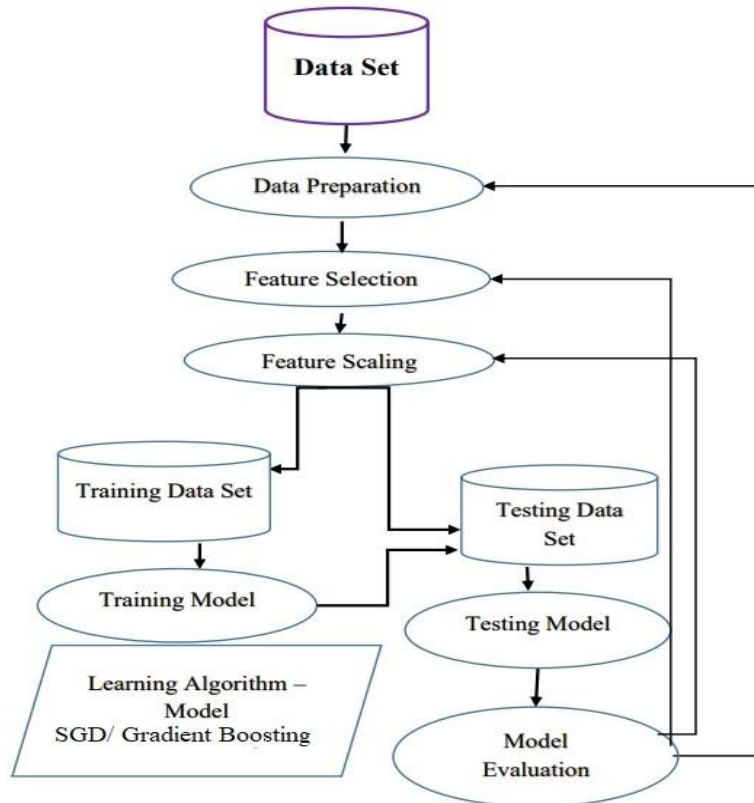 Data Set
Data Preparation
Feature Selection
Feature Scaling
Training Data Set
Testing Data
Set
Training Model
Testing Model
Learning Algorithm –
Model
SGD/ Gradient Boosting
Model
Evaluation